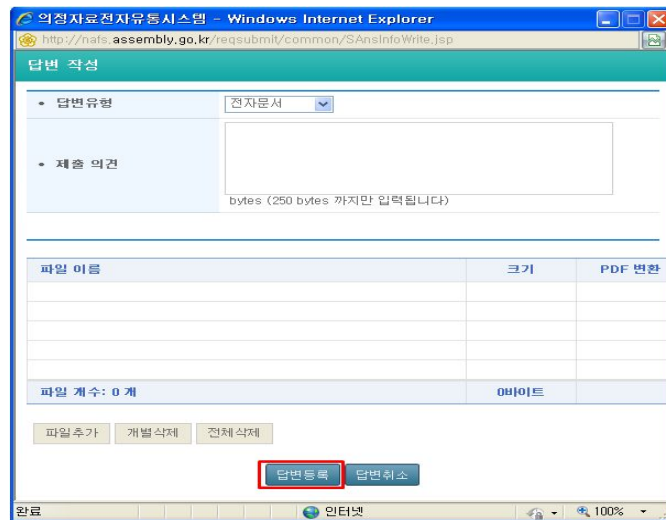 의정자료전자유통시스템 - Windows Internet Explorer
http://nafs.assembly.go.kr/reqsubmit/common/SAnsInfoWrite.jsp
답변 작성
• 답변유형 전자문서
• 제출 의견
bytes (250 bytes 까지만 입력됩니다)
파일 이름 크기 PDF 변환
파일 개수: 0 개 0바이트
파일추가 개별삭제 전체삭제
답변등록 답변취소
완료 인터넷 100%